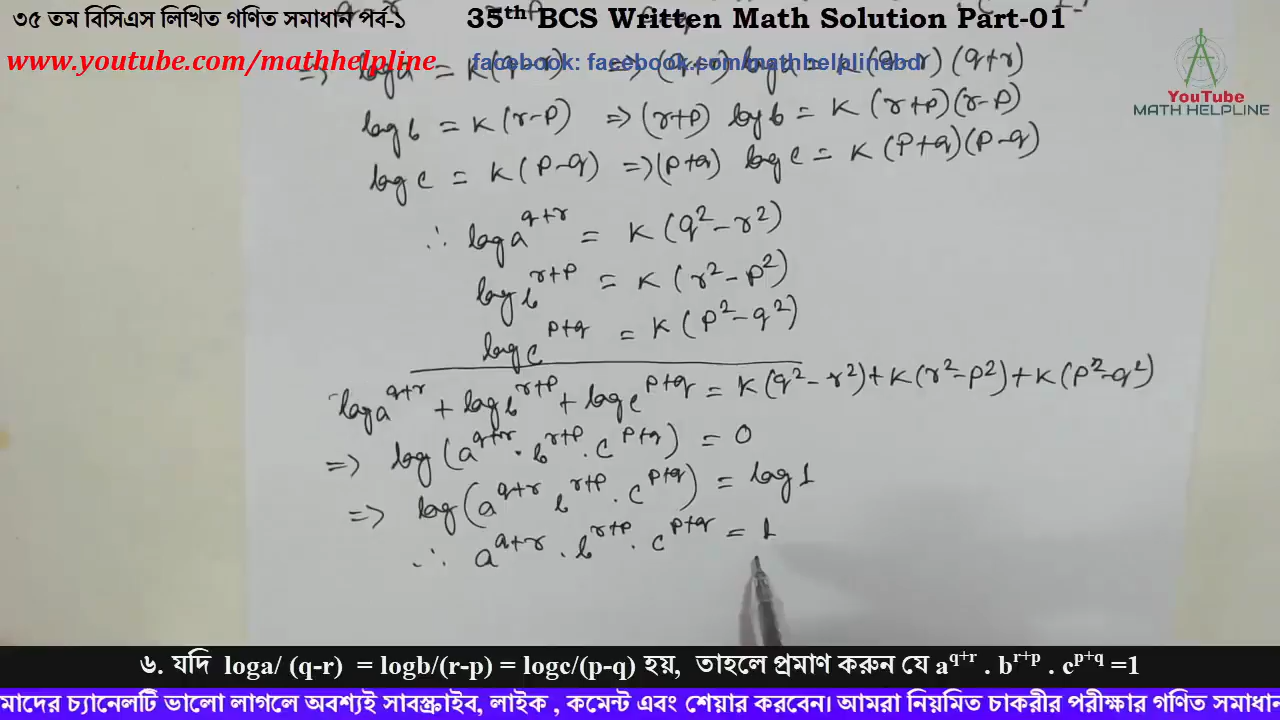 ৩৫ তম বিসিএস লিখিত গণিত সমাধান পর্ব-১
35th BCS Written Math Solution Part-01
www.youtube.com/mathhelpline
facebook: facebook.com/mathhelplinebd
YouTube
MATH HELPLINE
=> log a = K(q-r) => (q+r) log a = K(q-r)(q+r)
log b = K(r-p) => (r+p) log b = K(r+p)(r-p)
log c = K(p-q) => (p+q) log c = K(p+q)(p-q)
∴ log a^{q+r} = K(q²-r²)
log b^{r+p} = K(r²-p²)
log c^{p+q} = K(p²-q²)
log a^{q+r} + log b^{r+p} + log c^{p+q} = K(q²-r²)+K(r²-p²)+K(p²-q²)
=> log(a^{q+r} . b^{r+p} . c^{p+q}) = 0
=> log(a^{q+r} b^{r+p} . c^{p+q}) = log 1
∴ a^{q+r} . b^{r+p} . c^{p+q} = 1
৬. যদি loga/ (q-r) = logb/(r-p) = logc/(p-q) হয়, তাহলে প্রমাণ করুন যে a^{q+r} . b^{r+p} . c^{p+q} =1
মাদের চ্যানেলটি ভালো লাগলে অবশ্যই সাবস্ক্রাইব, লাইক , কমেন্ট এবং শেয়ার করবেন। আমরা নিয়মিত চাকরীর পরীক্ষার গণিত সমাধান